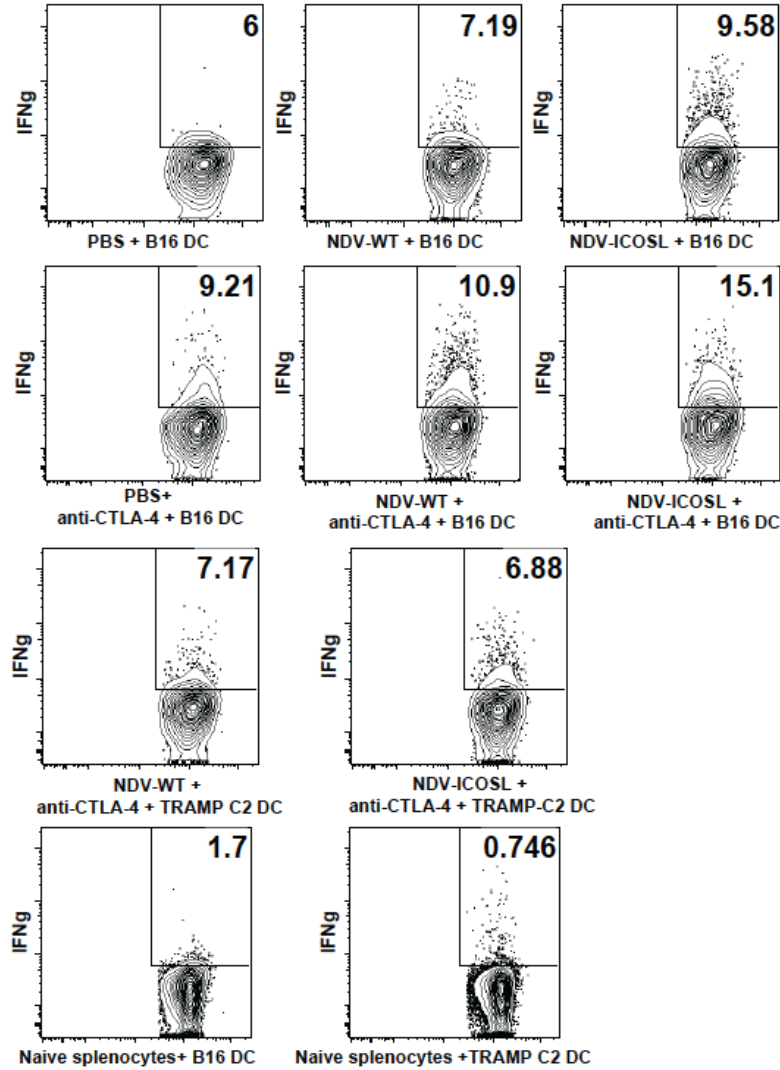 6
IFNg
PBS + B16 DC
7.19
IFNg
NDV-WT + B16 DC
9.58
IFNg
NDV-ICOSL + B16 DC
9.21
IFNg
PBS+
anti-CTLA-4 + B16 DC
10.9
IFNg
NDV-WT +
anti-CTLA-4 + B16 DC
15.1
IFNg
NDV-ICOSL +
anti-CTLA-4 + B16 DC
7.17
IFNg
NDV-WT +
anti-CTLA-4 + TRAMP C2 DC
6.88
IFNg
NDV-ICOSL +
anti-CTLA-4 + TRAMP-C2 DC
1.7
IFNg
Naive splenocytes+ B16 DC
0.746
IFNg
Naive splenocytes +TRAMP C2 DC